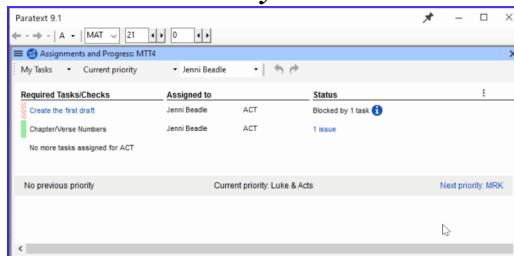 Paratext 9.1
A MAT 21 0
Assignments and Progress: MTT4
My Tasks Current priority Jenni Beadle
Required Tasks/Checks Assigned to Status
Create the first draft Jenni Beadle ACT Blocked by 1 task
Chapter/Verse Numbers Jenni Beadle ACT 1 issue
No more tasks assigned for ACT
No previous priority Current priority: Luke & Acts Next priority: MRK